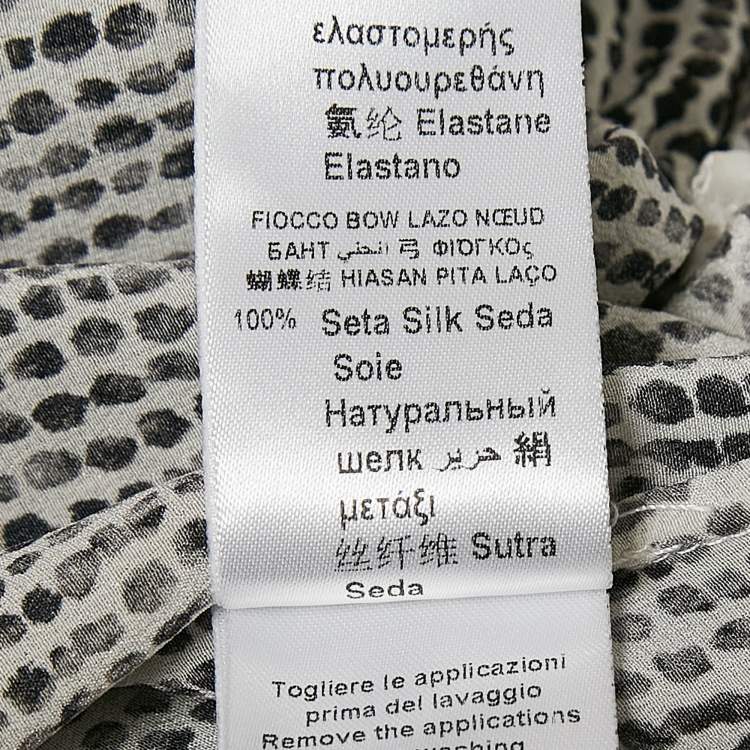 ελαστομερής
πολυουρεθάνη
氨纶 Elastane
Elastano
FIOCCO BOW LAZO NŒUD
БАНТ انحني 弓 ΦΙΌΓΚΟς
蝴蝶结 HIASAN PITA LAÇO
100% Seta Silk Seda
Soie
Натуральный
шелк حرير 絹
μετάξι
丝纤维 Sutra
Seda
Togliere le applicazioni
prima del lavaggio
Remove the applications
washing